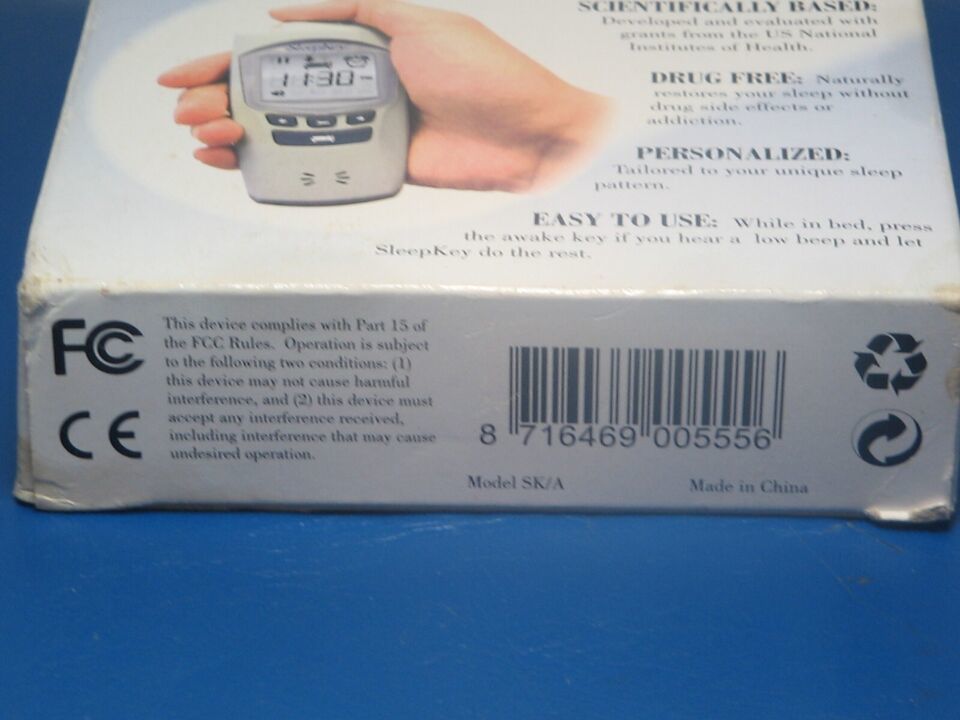 SleepKey
11:30
SCIENTIFICALLY BASED:
Developed and evaluated with
grants from the US National
Institutes of Health.
DRUG FREE: Naturally
restores your sleep without
drug side effects or
addiction.
PERSONALIZED:
Tailored to your unique sleep
pattern.
EASY TO USE: While in bed, press
the awake key if you hear a low beep and let
SleepKey do the rest.
FCC
CE
This device complies with Part 15 of
the FCC Rules. Operation is subject
to the following two conditions: (1)
this device may not cause harmful
interference, and (2) this device must
accept any interference received,
including interference that may cause
undesired operation.
8 716469 005556
Model SK/A
Made in China